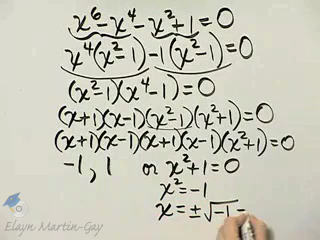 x⁶-x⁴-x²+1=0
x⁴(x²-1)-1(x²-1)=0
(x²-1)(x⁴-1)=0
(x+1)(x-1)(x²-1)(x²+1)=0
(x+1)(x-1)(x+1)(x-1)(x²+1)=0
-1, 1 or x²+1=0
x²=-1
x=±√-1=
Elayn Martin-Gay